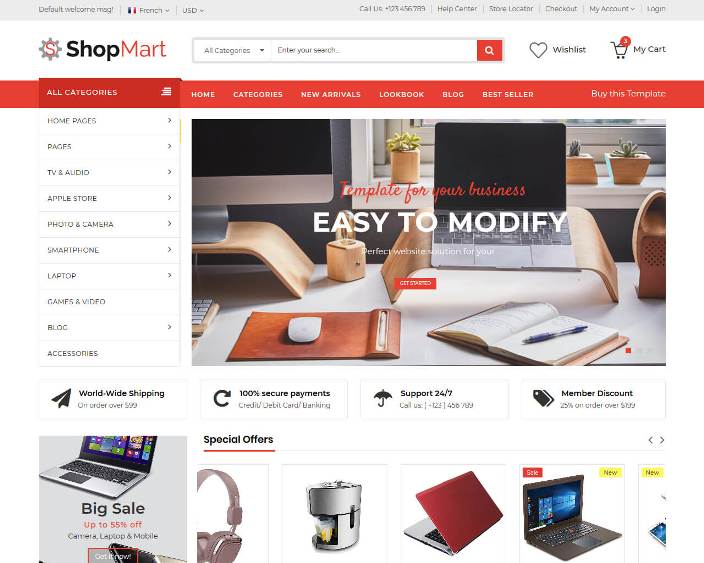 Default welcome msg! French USD Call Us: +123 456 789 Help Center Store Locator Checkout My Account Login
ShopMart All Categories Enter your search... Wishlist 3 My Cart
ALL CATEGORIES HOME CATEGORIES NEW ARRIVALS LOOKBOOK BLOG BEST SELLER Buy this Template
HOME PAGES
PAGES
TV & AUDIO
APPLE STORE
PHOTO & CAMERA
SMARTPHONE
LAPTOP
GAMES & VIDEO
BLOG
ACCESSORIES
Template for your business
EASY TO MODIFY
Perfect website solution for your
GET STARTED
World-Wide Shipping
On order over $99
100% secure payments
Credit/ Debit Card/ Banking
Support 24/7
Call us: ( +123 ) 456 789
Member Discount
25% on order over $199
Big Sale
Up to 55% off
Camera, Laptop & Mobile
Get it now!
Special Offers
Sale New! New!